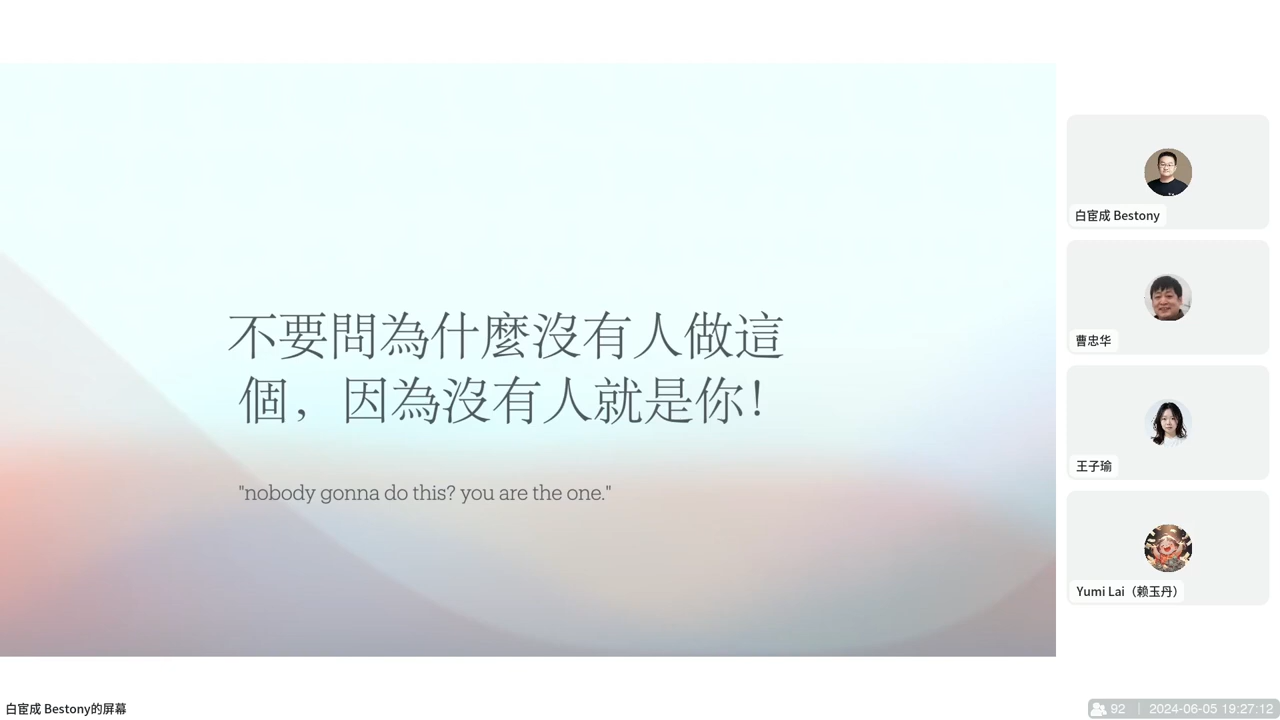 不要問為什麼沒有人做這
個，因為沒有人就是你！
"nobody gonna do this? you are the one."
白宦成 Bestony
曹忠华
王子瑜
Yumi Lai（赖玉丹）
白宦成 Bestony的屏幕
92 | 2024-06-05 19:27:12